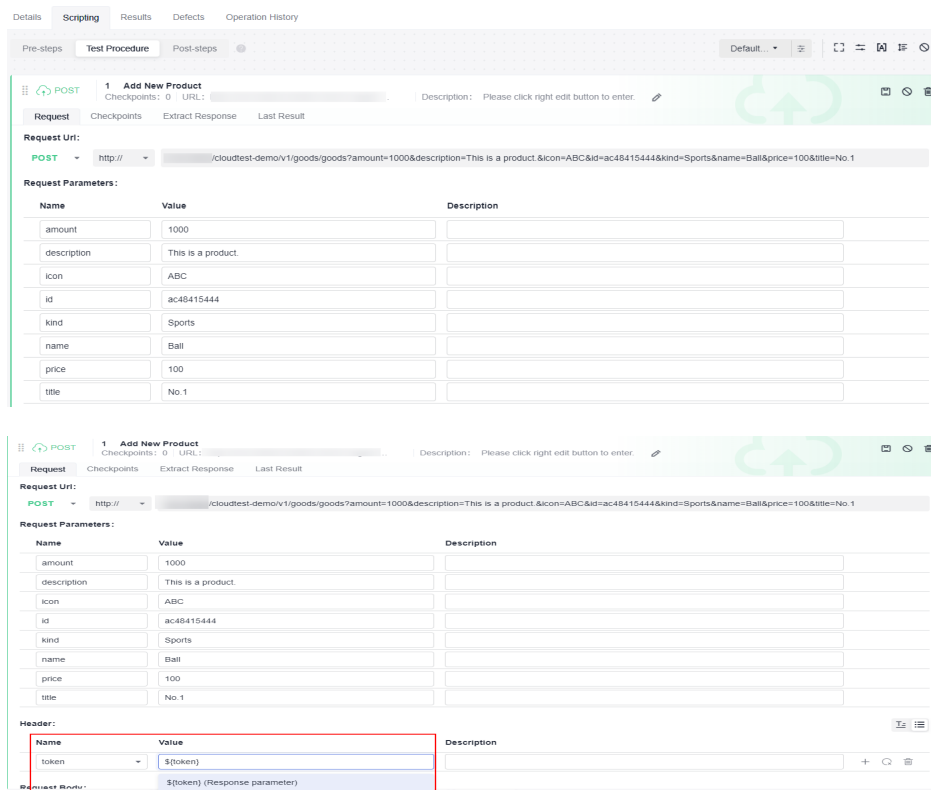 Details Scripting Results Defects Operation History
Pre-steps Test Procedure Post-steps Default...
POST 1 Add New Product
Checkpoints: 0 URL: Description: Please click right edit button to enter.
Request Checkpoints Extract Response Last Result
Request Url:
POST http:// /cloudtest-demo/v1/goods/goods?amount=1000&description=This is a product.&icon=ABC&id=ac48415444&kind=Sports&name=Ball&price=100&title=No.1
Request Parameters:
Name Value Description
amount 1000
description This is a product.
icon ABC
id ac48415444
kind Sports
name Ball
price 100
title No.1
POST 1 Add New Product
Checkpoints: 0 URL: Description: Please click right edit button to enter.
Request Checkpoints Extract Response Last Result
Request Url:
POST http:// /cloudtest-demo/v1/goods/goods?amount=1000&description=This is a product.&icon=ABC&id=ac48415444&kind=Sports&name=Ball&price=100&title=No.1
Request Parameters:
Name Value Description
amount 1000
description This is a product.
icon ABC
id ac48415444
kind Sports
name Ball
price 100
title No.1
Header:
Name Value Description
token ${token}
${token} (Response parameter)
Request Body: